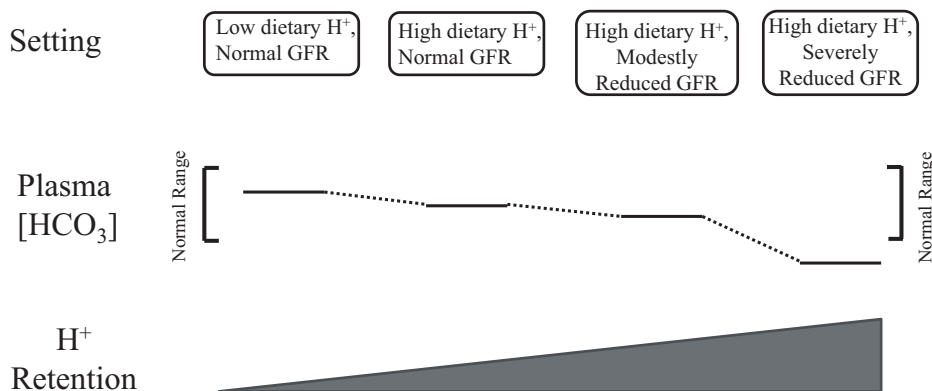 Setting
Low dietary H⁺,
Normal GFR
High dietary H⁺,
Normal GFR
High dietary H⁺,
Modestly
Reduced GFR
High dietary H⁺,
Severely
Reduced GFR
Plasma
[HCO₃]
Normal Range
Normal Range
H⁺
Retention